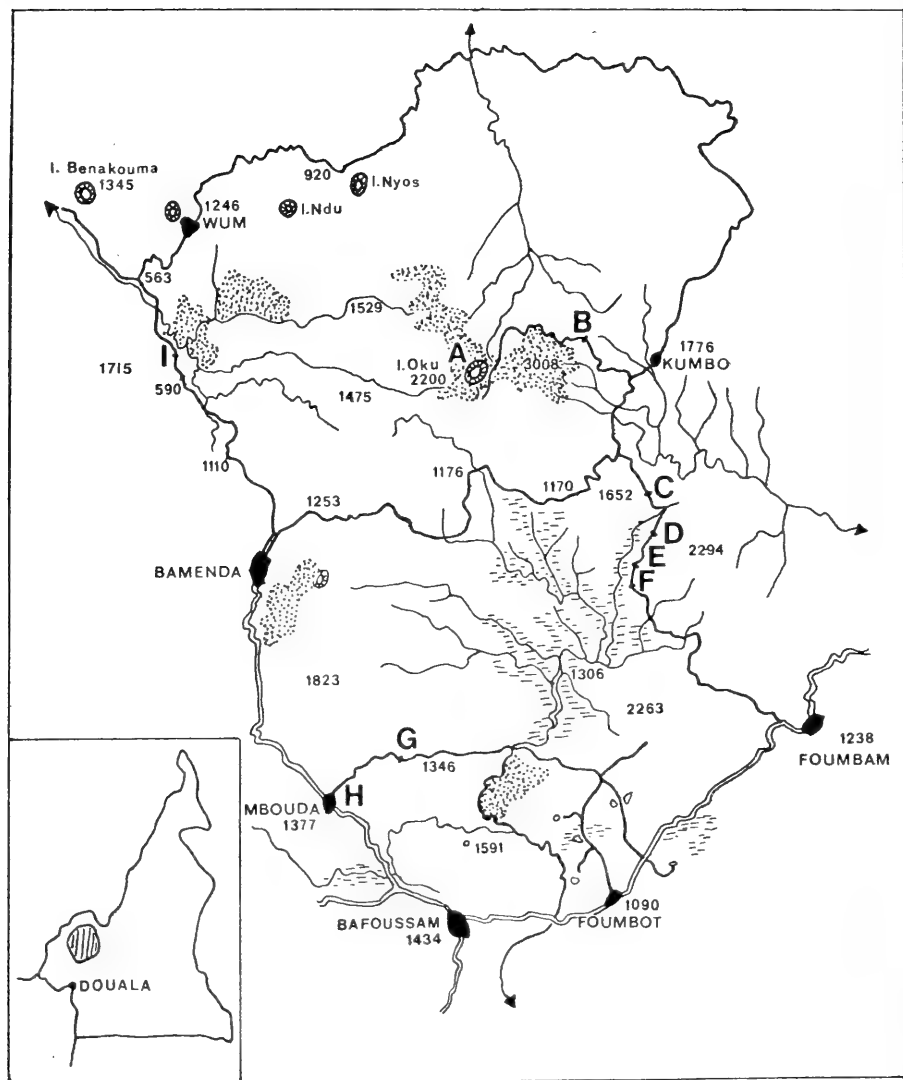 I. Benakouma
1345
920
I.Nyos
1246
WUM
I.Ndu
563
1529
B
I
1715
A
I.Oku
2200
3008
1776
KUMBO
590
1475
1110
1176
1170
1652
C
1253
D
E
2294
F
BAMENDA
1823
1306
2263
G
1346
1238
FOUMBAM
MBOUDA
H
1377
1591
1090
FOUMBOT
BAFOUSSAM
1434
DOUALA